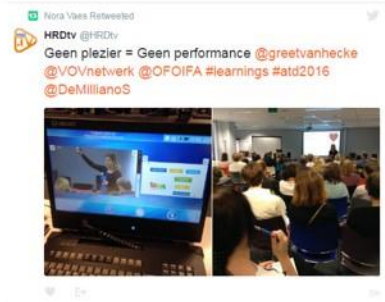 Nora Vaes Retweeted
HRDtv @HRDtv
Geen plezier = Geen performance @greetvanhecke
@VOVnetwerk @OFOIFA #learnings #atd2016
@DeMillianoS